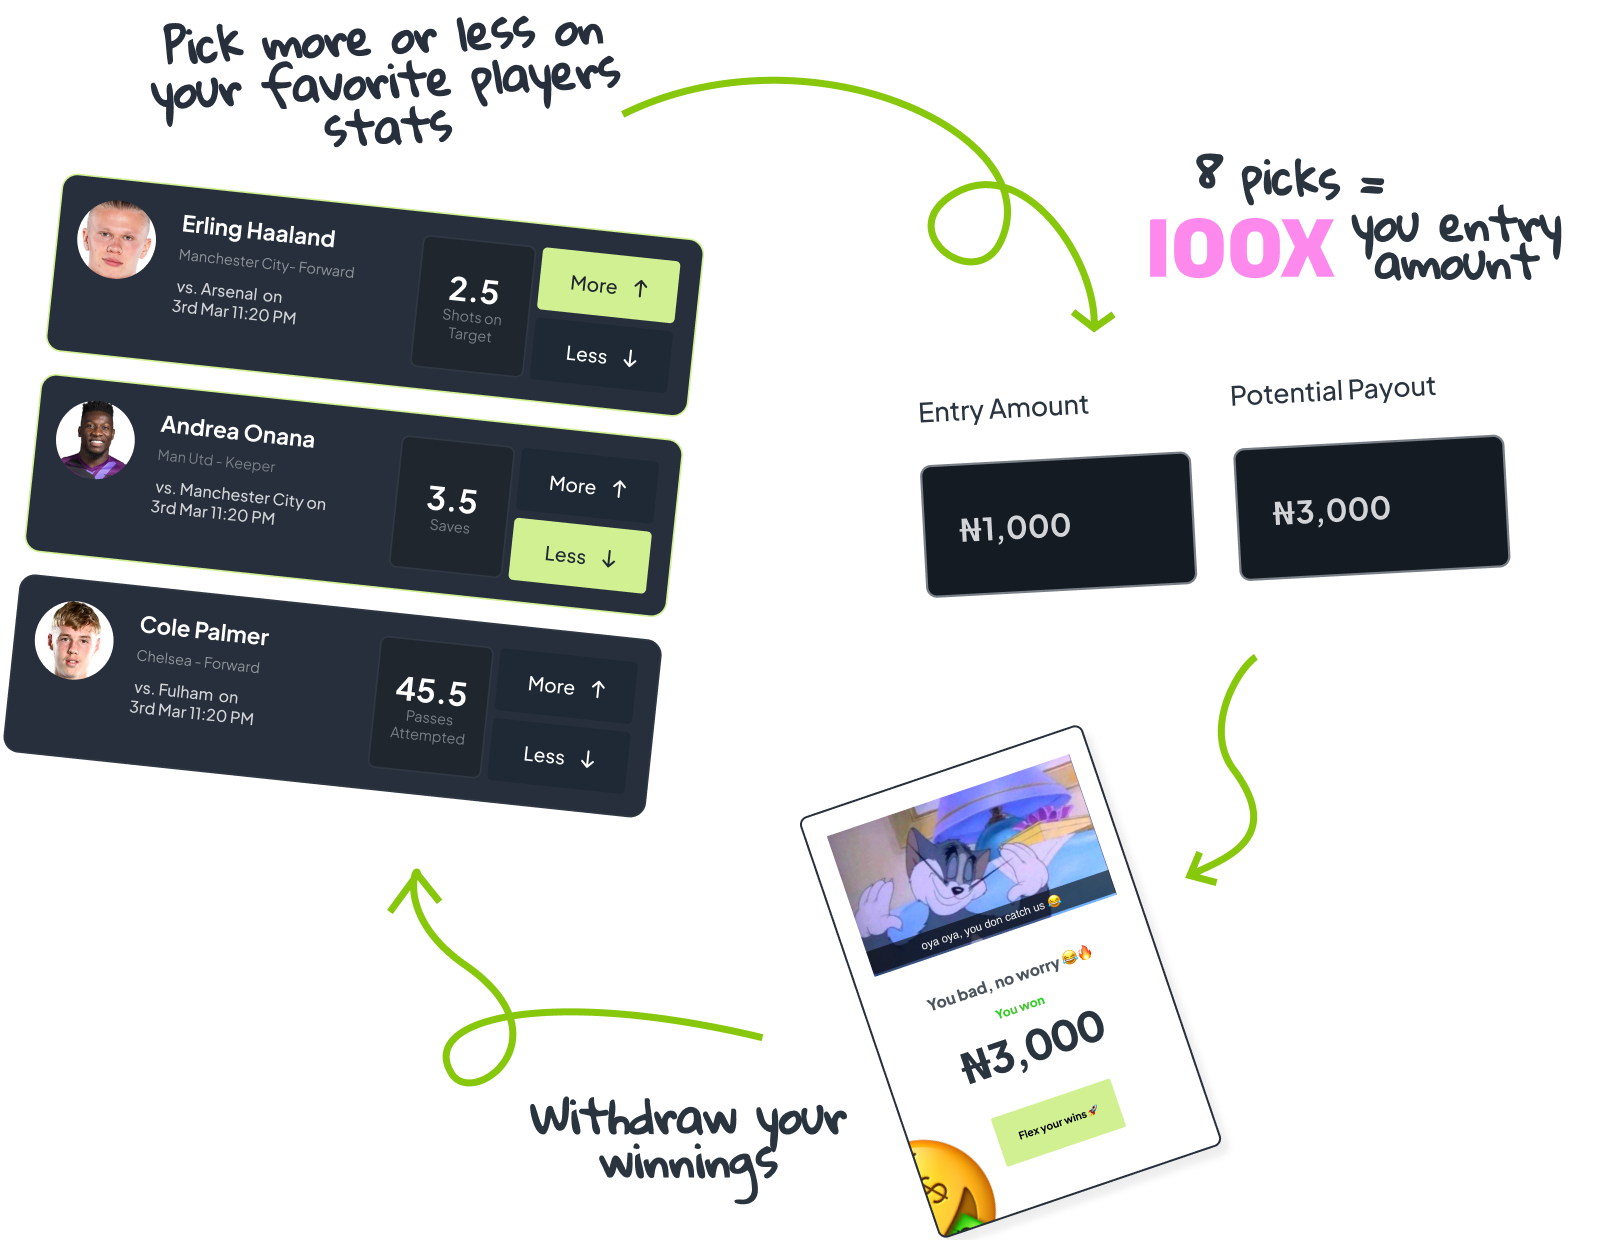 Pick more or less on
your favorite players
stats
Erling Haaland
Manchester City- Forward
vs. Arsenal on
3rd Mar 11:20 PM
2.5
Shots on
Target
More ↑
Less ↓
Andrea Onana
Man Utd - Keeper
vs. Manchester City on
3rd Mar 11:20 PM
3.5
Saves
More ↑
Less ↓
Cole Palmer
Chelsea - Forward
vs. Fulham on
3rd Mar 11:20 PM
45.5
Passes
Attempted
More ↑
Less ↓
8 picks =
100X you entry
amount
Entry Amount
₦1,000
Potential Payout
₦3,000
oya oya, you don catch us 😂
You bad, no worry 😂🔥
You won
₦3,000
Flex your wins 🚀
$
Withdraw your
winnings